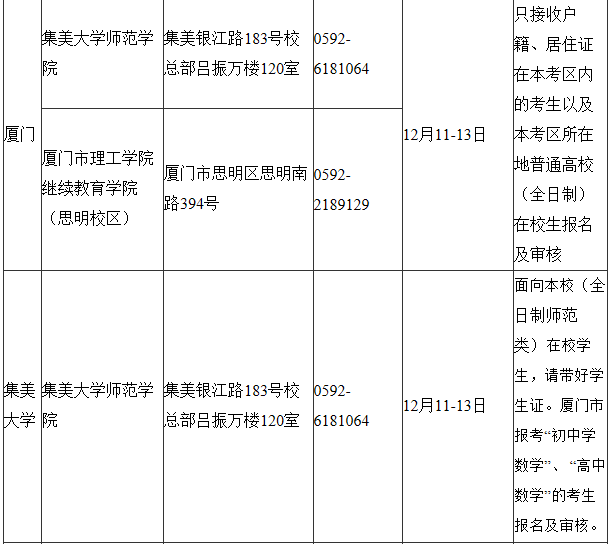 厦门
集美大学师范学
院
集美银江路183号校
总部吕振万楼120室
0592-
6181064
厦门市理工学院
继续教育学院
（思明校区）
厦门市思明区思明南
路394号
0592-
2189129
12月11-13日
只接收户
籍、居住证
在本考区内
的考生以及
本考区所在
地普通高校
（全日制）
在校生报名
及审核
集美
大学
集美大学师范学
院
集美银江路183号校
总部吕振万楼120室
0592-
6181064
12月11-13日
面向本校（全
日制师范
类）在校学
生，请带好学
生证。厦门市
报考“初中学
数学”、“高中
数学”的考生
报名及审核。